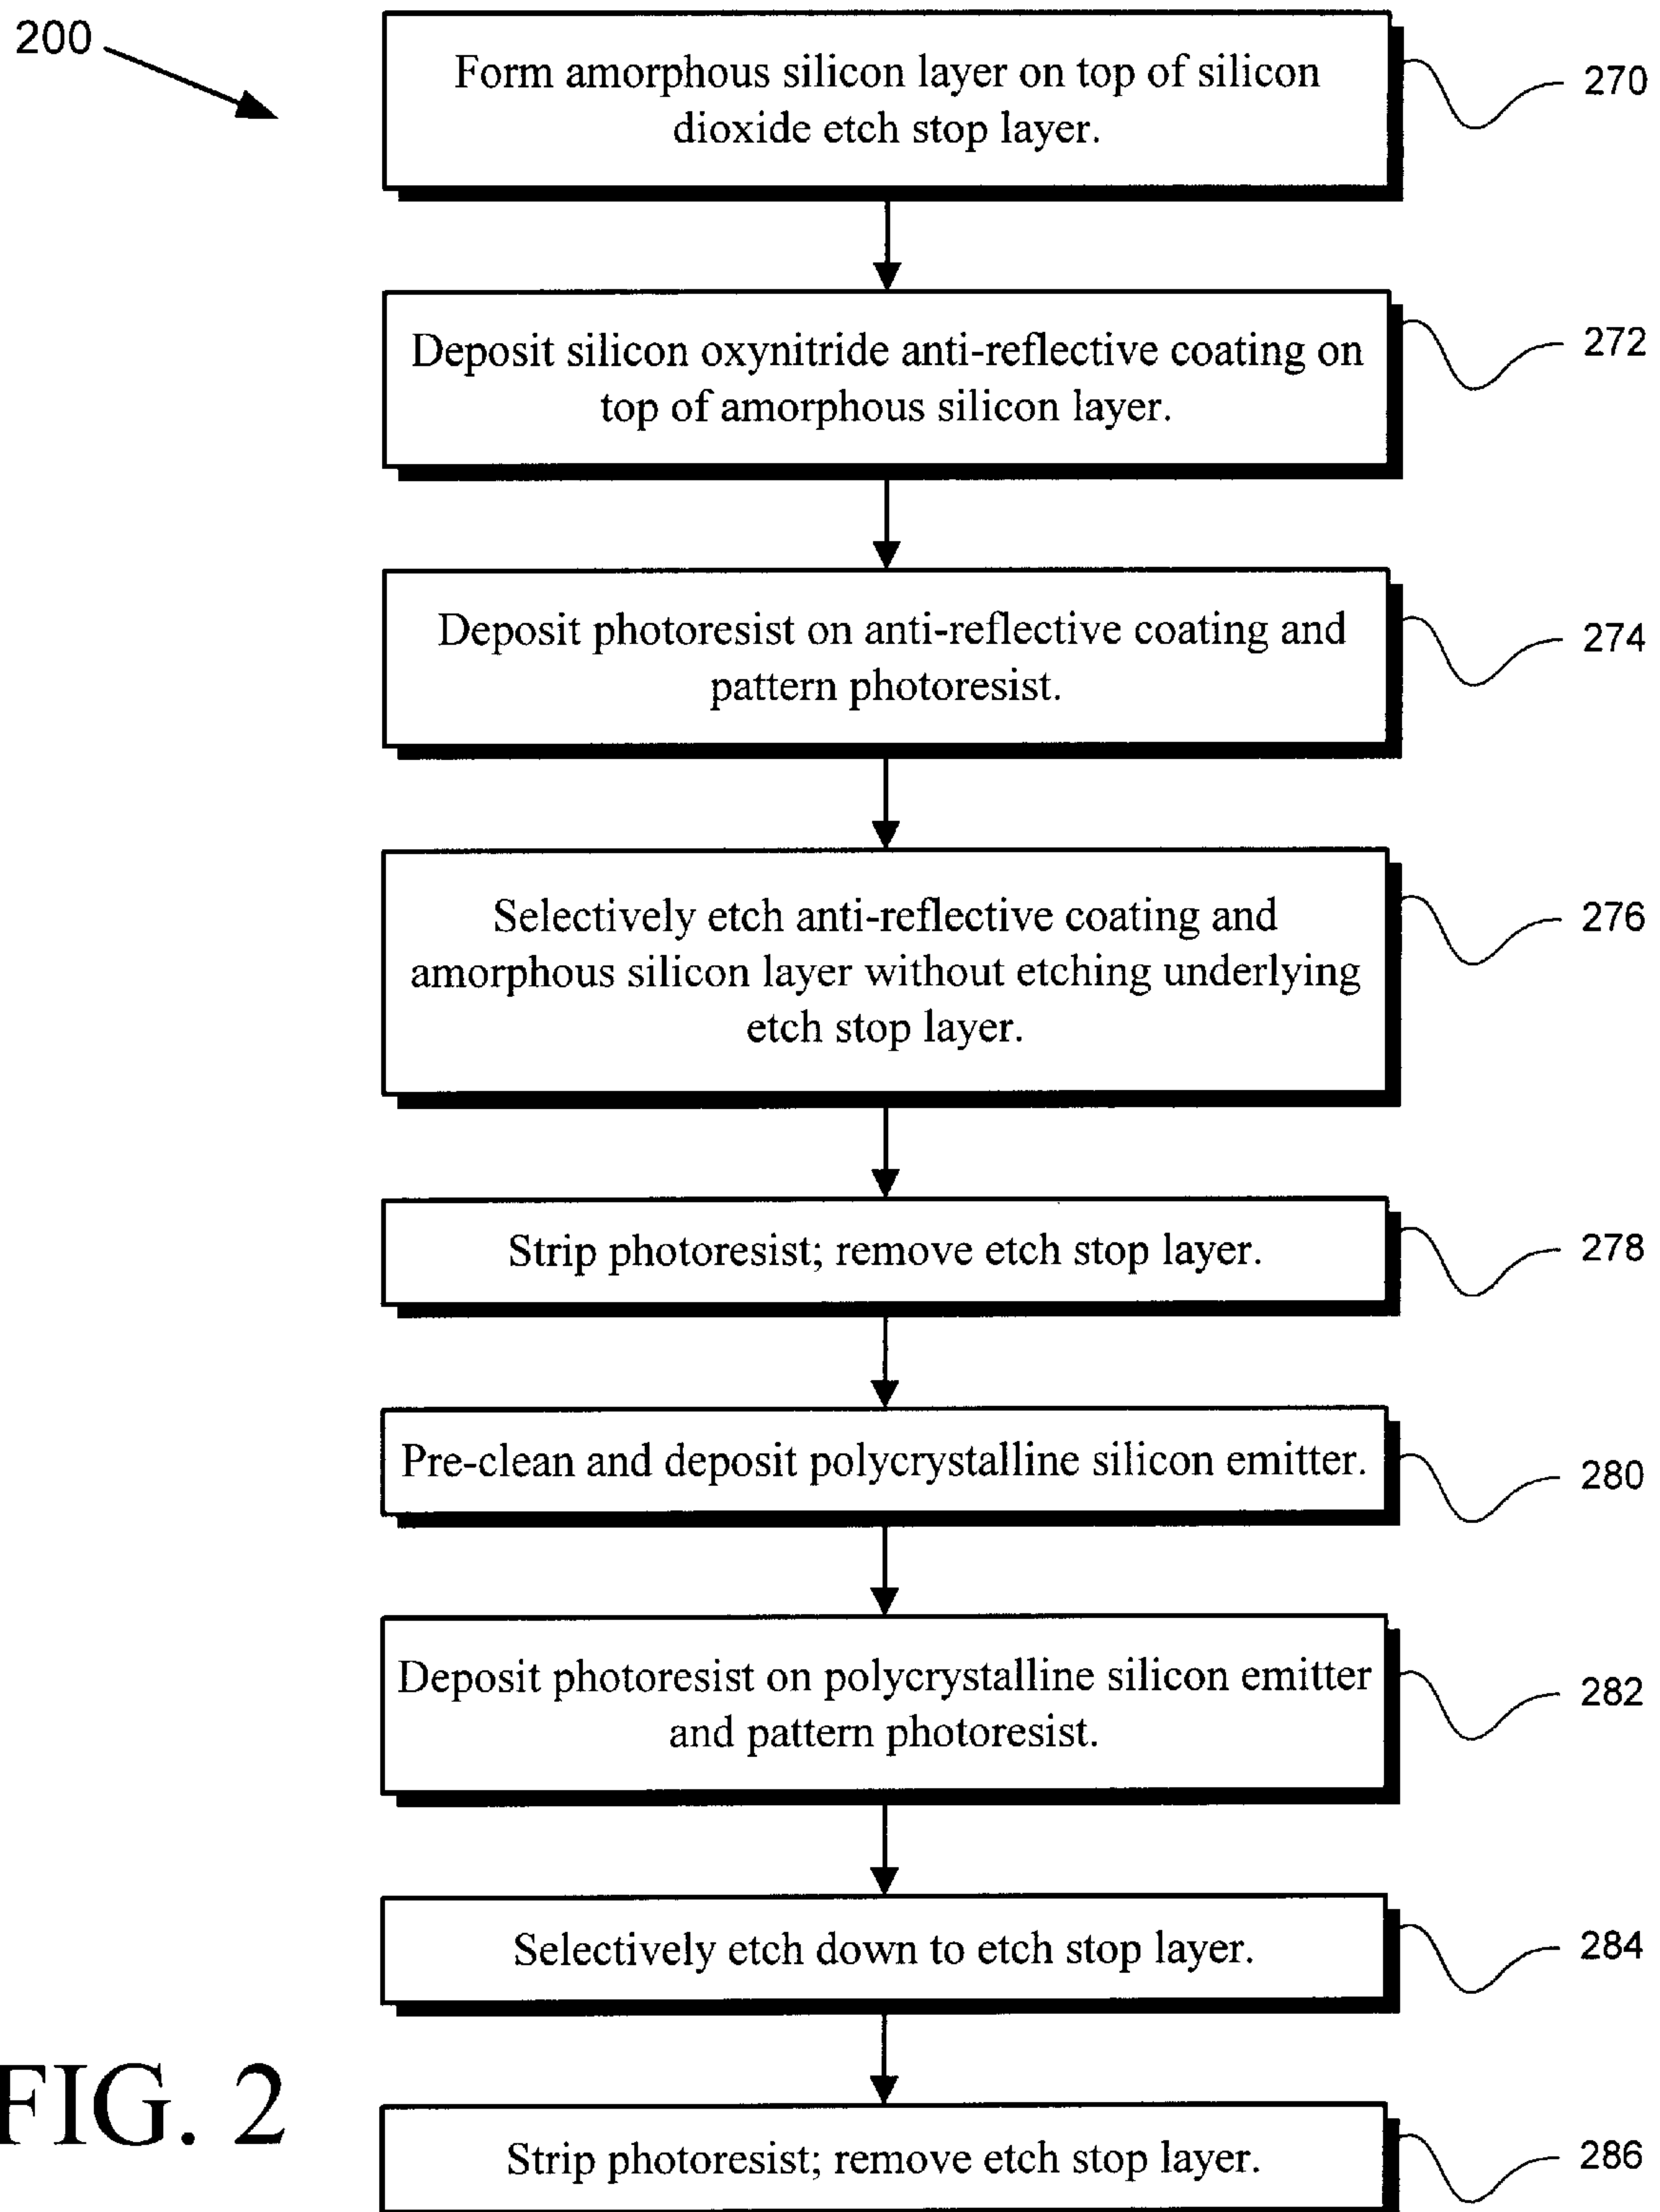 200
Form amorphous silicon layer on top of silicon
dioxide etch stop layer.
270
Deposit silicon oxynitride anti-reflective coating on
top of amorphous silicon layer.
272
Deposit photoresist on anti-reflective coating and
pattern photoresist.
274
Selectively etch anti-reflective coating and
amorphous silicon layer without etching underlying
etch stop layer.
276
Strip photoresist; remove etch stop layer.
278
Pre-clean and deposit polycrystalline silicon emitter.
280
Deposit photoresist on polycrystalline silicon emitter
and pattern photoresist.
282
Selectively etch down to etch stop layer.
284
Strip photoresist; remove etch stop layer.
286
FIG. 2